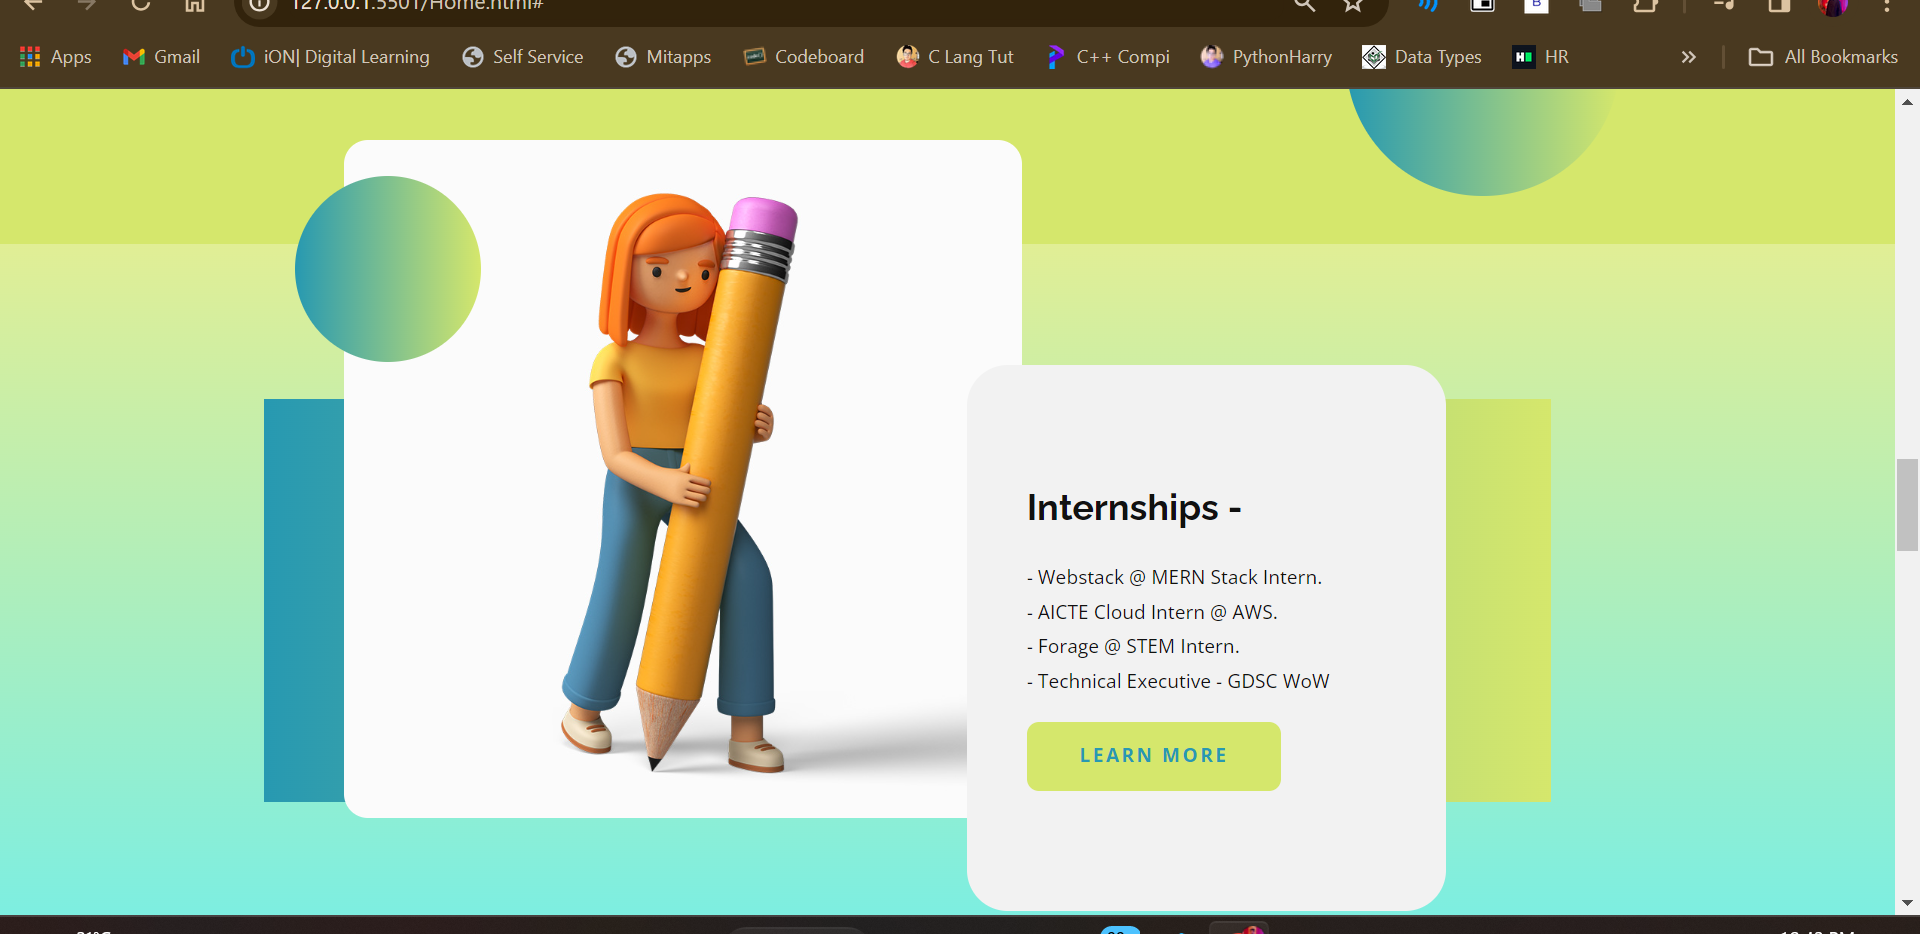 127.0.0.1:5501/Home.html#
Apps Gmail iON| Digital Learning Self Service Mitapps Codeboard C Lang Tut C++ Compi PythonHarry Data Types HR » All Bookmarks
Internships -
- Webstack @ MERN Stack Intern.
- AICTE Cloud Intern @ AWS.
- Forage @ STEM Intern.
- Technical Executive - GDSC WoW
LEARN MORE